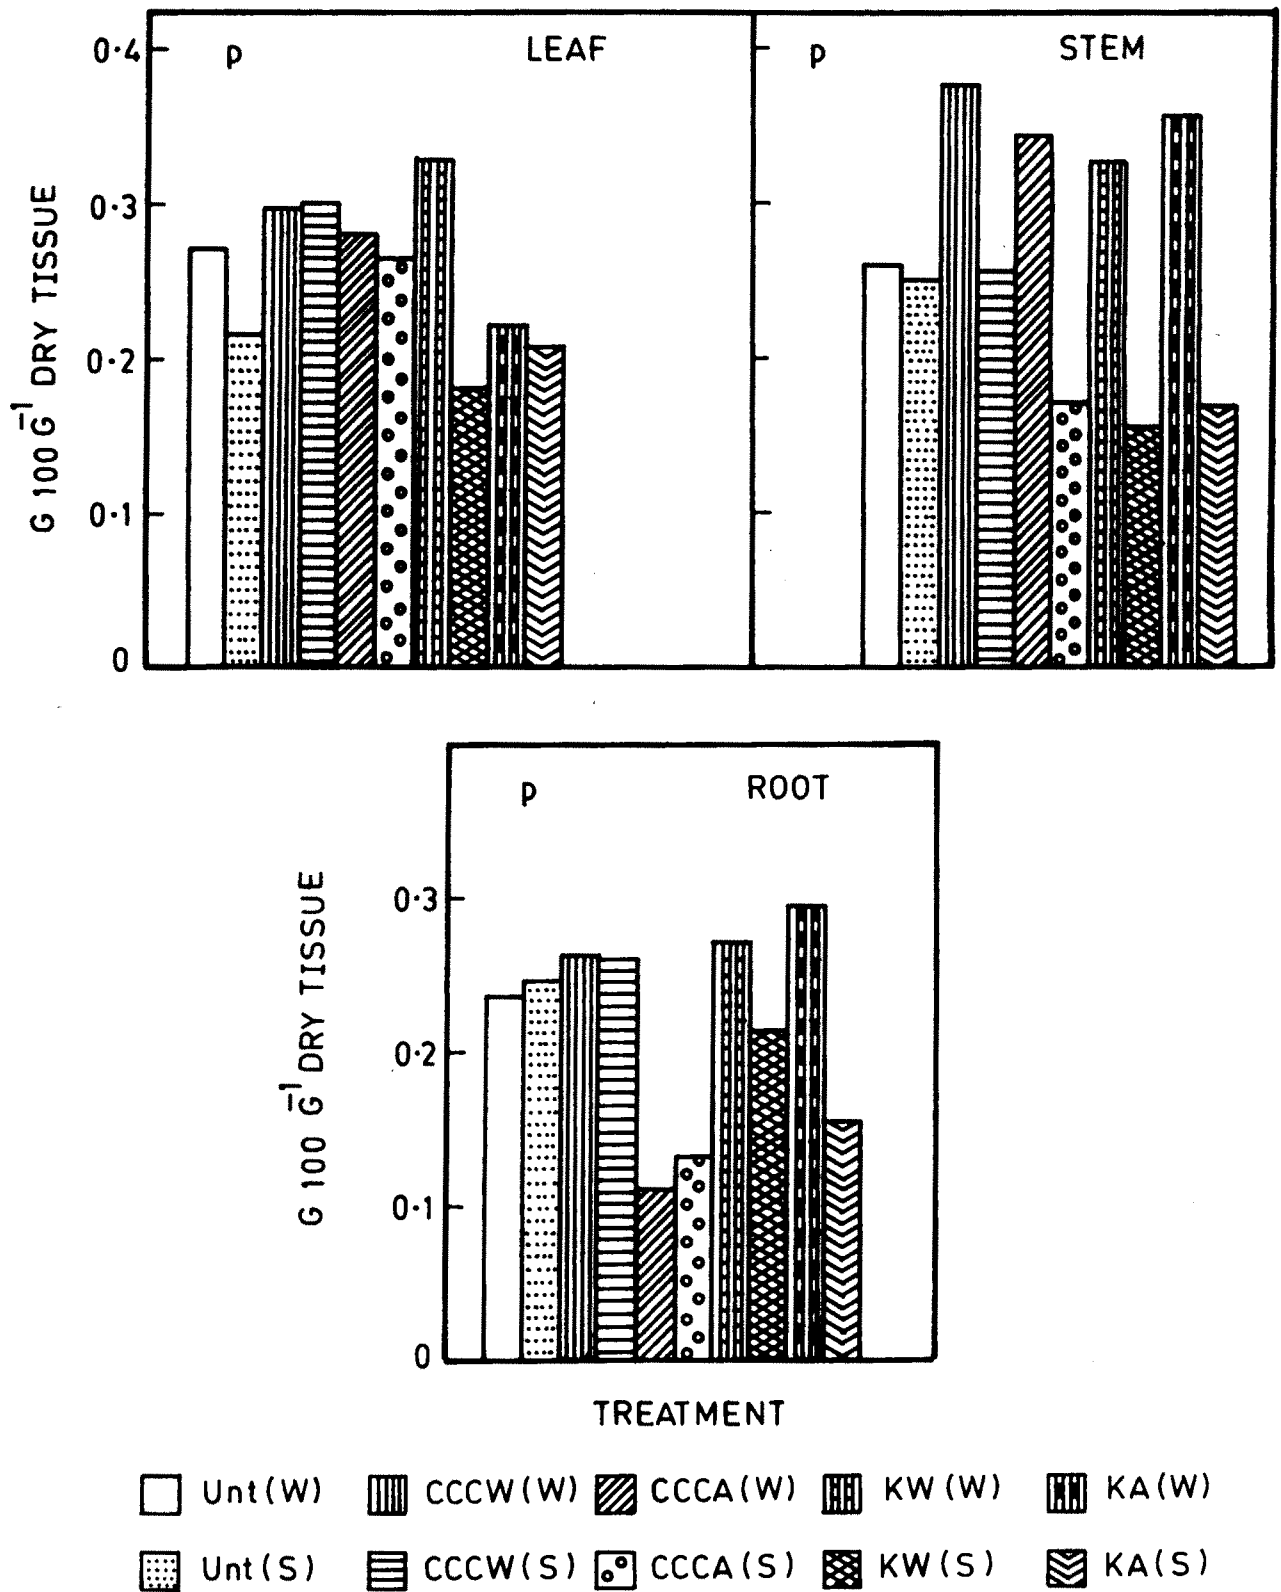 p LEAF
p STEM
0·4
0·3
0·2
0·1
0
G 100 G⁻¹ DRY TISSUE
p ROOT
0·3
0·2
0·1
0
G 100 G⁻¹ DRY TISSUE
TREATMENT
Unt(W) CCCW(W) CCCA(W) KW(W) KA(W)
Unt(S) CCCW(S) CCCA(S) KW(S) KA(S)